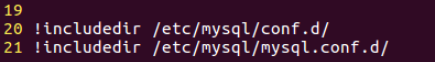 19
20 !includedir /etc/mysql/conf.d/
21 !includedir /etc/mysql/mysql.conf.d/